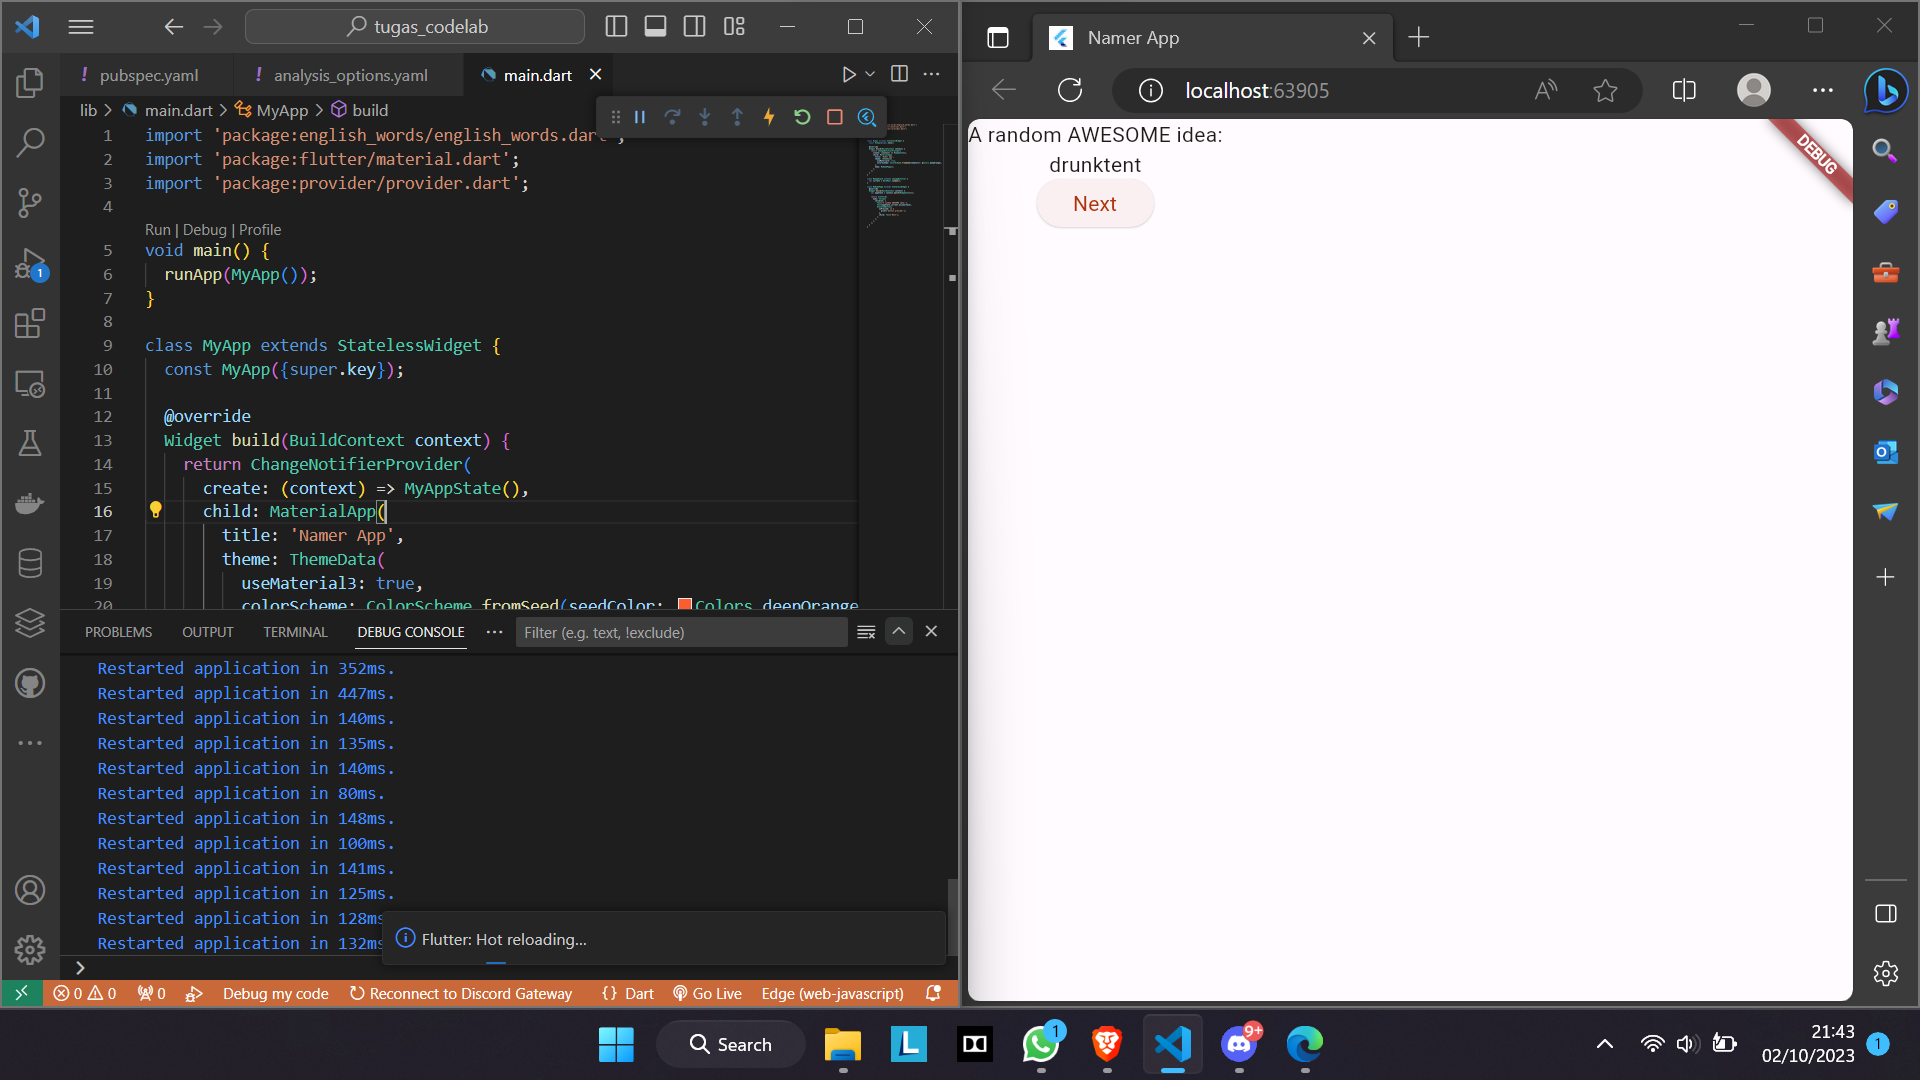 tugas_codelab
! pubspec.yaml
! analysis_options.yaml
main.dart
lib > main.dart > MyApp > build
1 import 'package:english_words/english_words.dart';
2 import 'package:flutter/material.dart';
3 import 'package:provider/provider.dart';
4
Run | Debug | Profile
5 void main() {
6 runApp(MyApp());
7 }
8
9 class MyApp extends StatelessWidget {
10 const MyApp({super.key});
11
12 @override
13 Widget build(BuildContext context) {
14 return ChangeNotifierProvider(
15 create: (context) => MyAppState(),
16 child: MaterialApp(
17 title: 'Namer App',
18 theme: ThemeData(
19 useMaterial3: true,
20 colorScheme: ColorScheme.fromSeed(seedColor: Colors.deepOrange
PROBLEMS OUTPUT TERMINAL DEBUG CONSOLE
Filter (e.g. text, !exclude)
Restarted application in 352ms.
Restarted application in 447ms.
Restarted application in 140ms.
Restarted application in 135ms.
Restarted application in 140ms.
Restarted application in 80ms.
Restarted application in 148ms.
Restarted application in 100ms.
Restarted application in 141ms.
Restarted application in 125ms.
Restarted application in 128ms
Restarted application in 132ms
Flutter: Hot reloading...
0 0 0 Debug my code Reconnect to Discord Gateway {} Dart Go Live Edge (web-javascript)
Namer App
localhost:63905
A random AWESOME idea:
drunktent
Next
DEBUG
1
Search
L
1
9+
21:43
02/10/2023
1